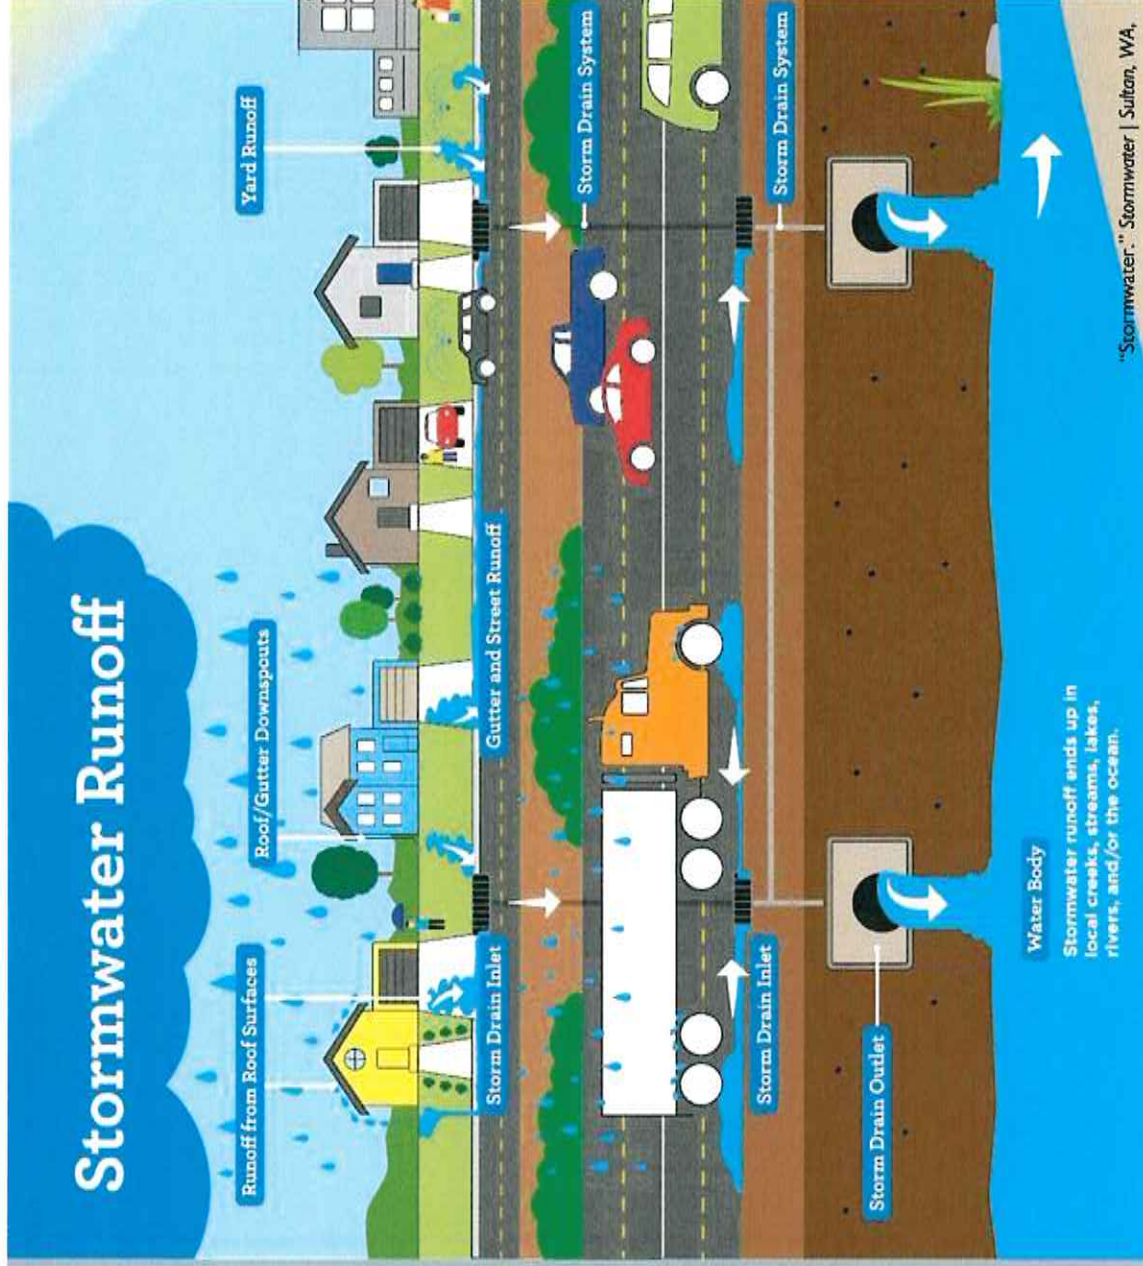 Stormwater Runoff
Runoff from Roof Surfaces
Roof/Gutter Downspouts
Yard Runoff
Storm Drain Inlet
Gutter and Street Runoff
Storm Drain System
Storm Drain Inlet
Storm Drain System
Storm Drain Outlet
Water Body
Stormwater runoff ends up in
local creeks, streams, lakes,
rivers, and/or the ocean.
"Stormwater." Stormwater | Sultan, WA,